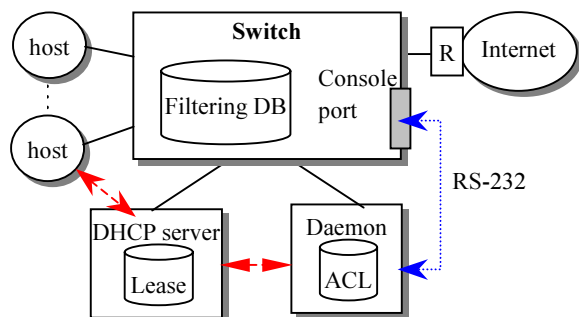 host
Switch
Filtering DB
Console
port
R
Internet
host
RS-232
DHCP server
Lease
Daemon
ACL